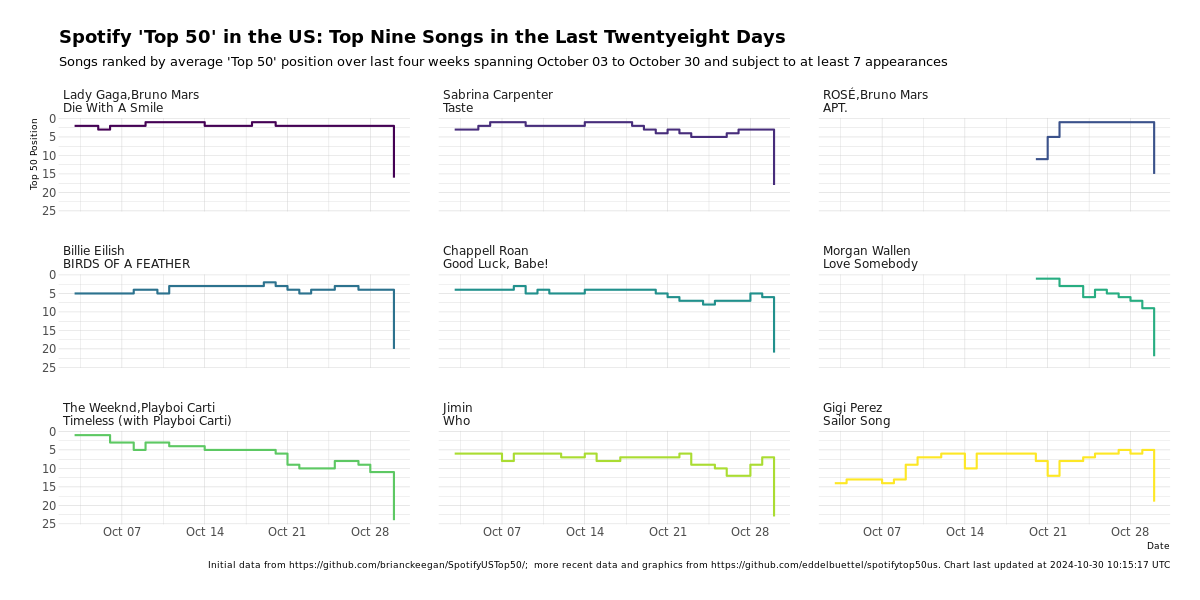 Spotify 'Top 50' in the US: Top Nine Songs in the Last Twentyeight Days
Songs ranked by average 'Top 50' position over last four weeks spanning October 03 to October 30 and subject to at least 7 appearances
Lady Gaga,Bruno Mars
Die With A Smile
Sabrina Carpenter
Taste
ROSÉ,Bruno Mars
APT.
Top 50 Position
0
5
10
15
20
25
Billie Eilish
BIRDS OF A FEATHER
Chappell Roan
Good Luck, Babe!
Morgan Wallen
Love Somebody
0
5
10
15
20
25
The Weeknd,Playboi Carti
Timeless (with Playboi Carti)
Jimin
Who
Gigi Perez
Sailor Song
0
5
10
15
20
25
Oct 07 Oct 14 Oct 21 Oct 28
Oct 07 Oct 14 Oct 21 Oct 28
Oct 07 Oct 14 Oct 21 Oct 28
Date
Initial data from https://github.com/brianckeegan/SpotifyUSTop50/;  more recent data and graphics from https://github.com/eddelbuettel/spotifytop50us. Chart last updated at 2024-10-30 10:15:17 UTC